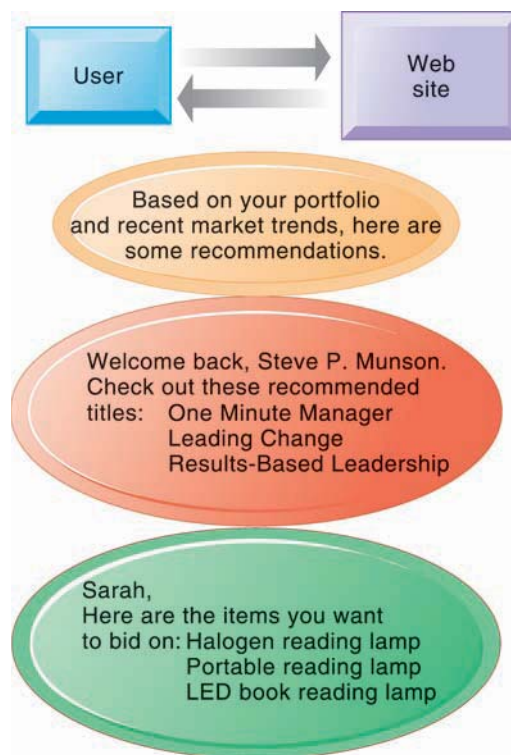 User
Web
site
Based on your portfolio
and recent market trends, here are
some recommendations.
Welcome back, Steve P. Munson.
Check out these recommended
titles: One Minute Manager
Leading Change
Results-Based Leadership
Sarah,
Here are the items you want
to bid on: Halogen reading lamp
Portable reading lamp
LED book reading lamp